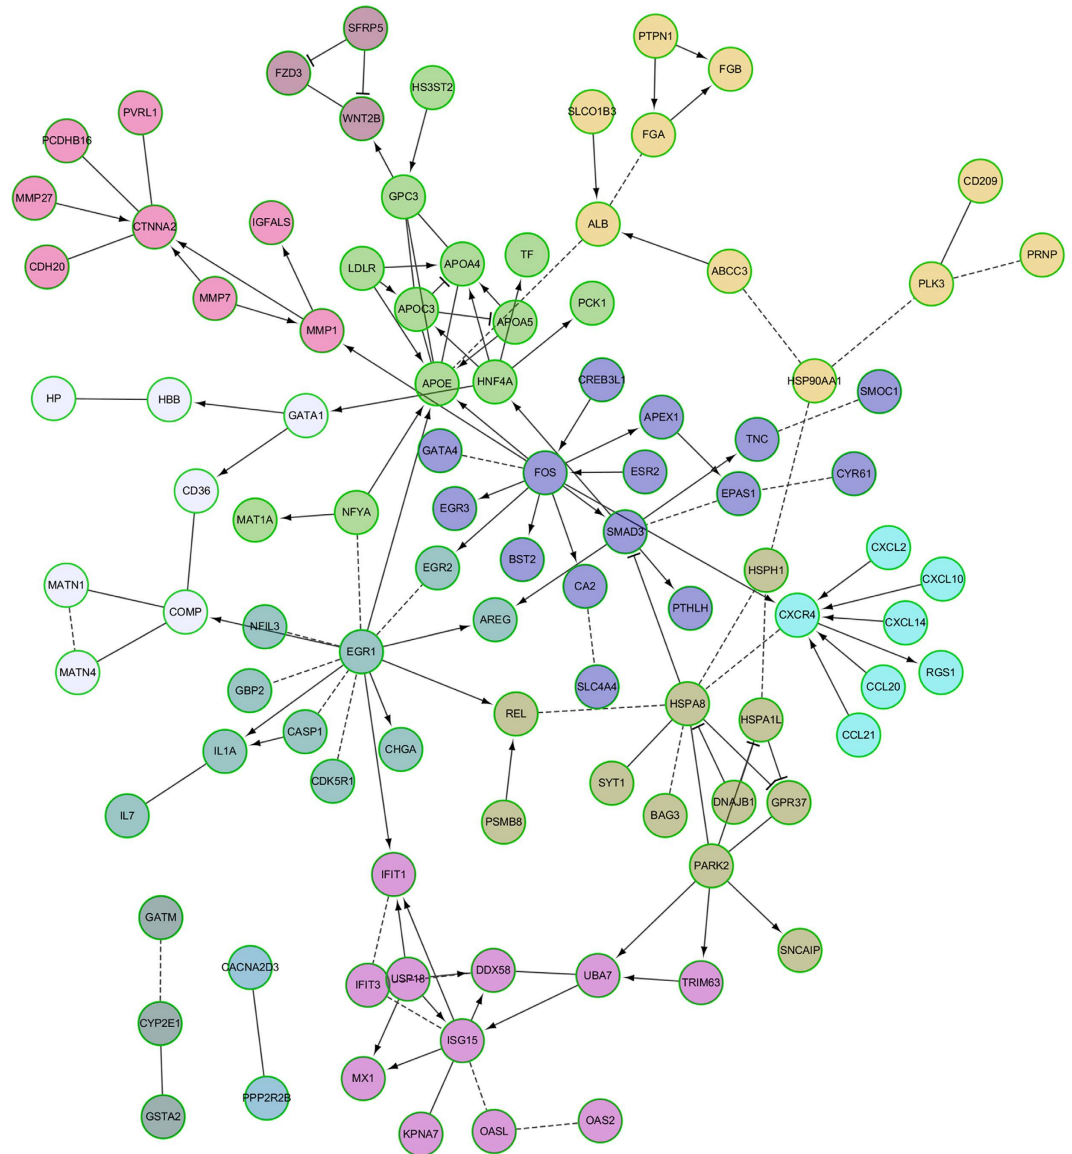 SFRP5
PTPN1
FGB
FZD3
HS3ST2
PVRL1
SLCO1B3
WNT2B
FGA
PCDHB16
CD209
MMP27
GPC3
IGFALS
CTNNA2
ALB
TF
PRNP
APOA4
CDH20
LDLR
ABCC3
PLK3
MMP7
PCK1
APOC3
APOA5
MMP1
CREB3L1
HSP90AA1
APOE
HNF4A
SMOC1
HP
HBB
GATA1
APEX1
TNC
GATA4
FOS
ESR2
CYR61
CD36
EPAS1
EGR3
NFYA
MAT1A
SMAD3
CXCL2
BST2
EGR2
HSPH1
CXCL10
MATN1
CA2
PTHLH
COMP
CXCR4
AREG
CXCL14
NFIL3
EGR1
MATN4
RGS1
CCL20
SLC4A4
GBP2
HSPA8
REL
HSPA1L
CASP1
CCL21
IL1A
CHGA
CDK5R1
SYT1
DNAJB1
GPR37
IL7
BAG3
PSMB8
PARK2
IFIT1
GATM
SNCAIP
CACNA2D3
DDX58
UBA7
USP18
IFIT3
TRIM63
CYP2E1
ISG15
MX1
PPP2R2B
GSTA2
OAS2
OASL
KPNA7